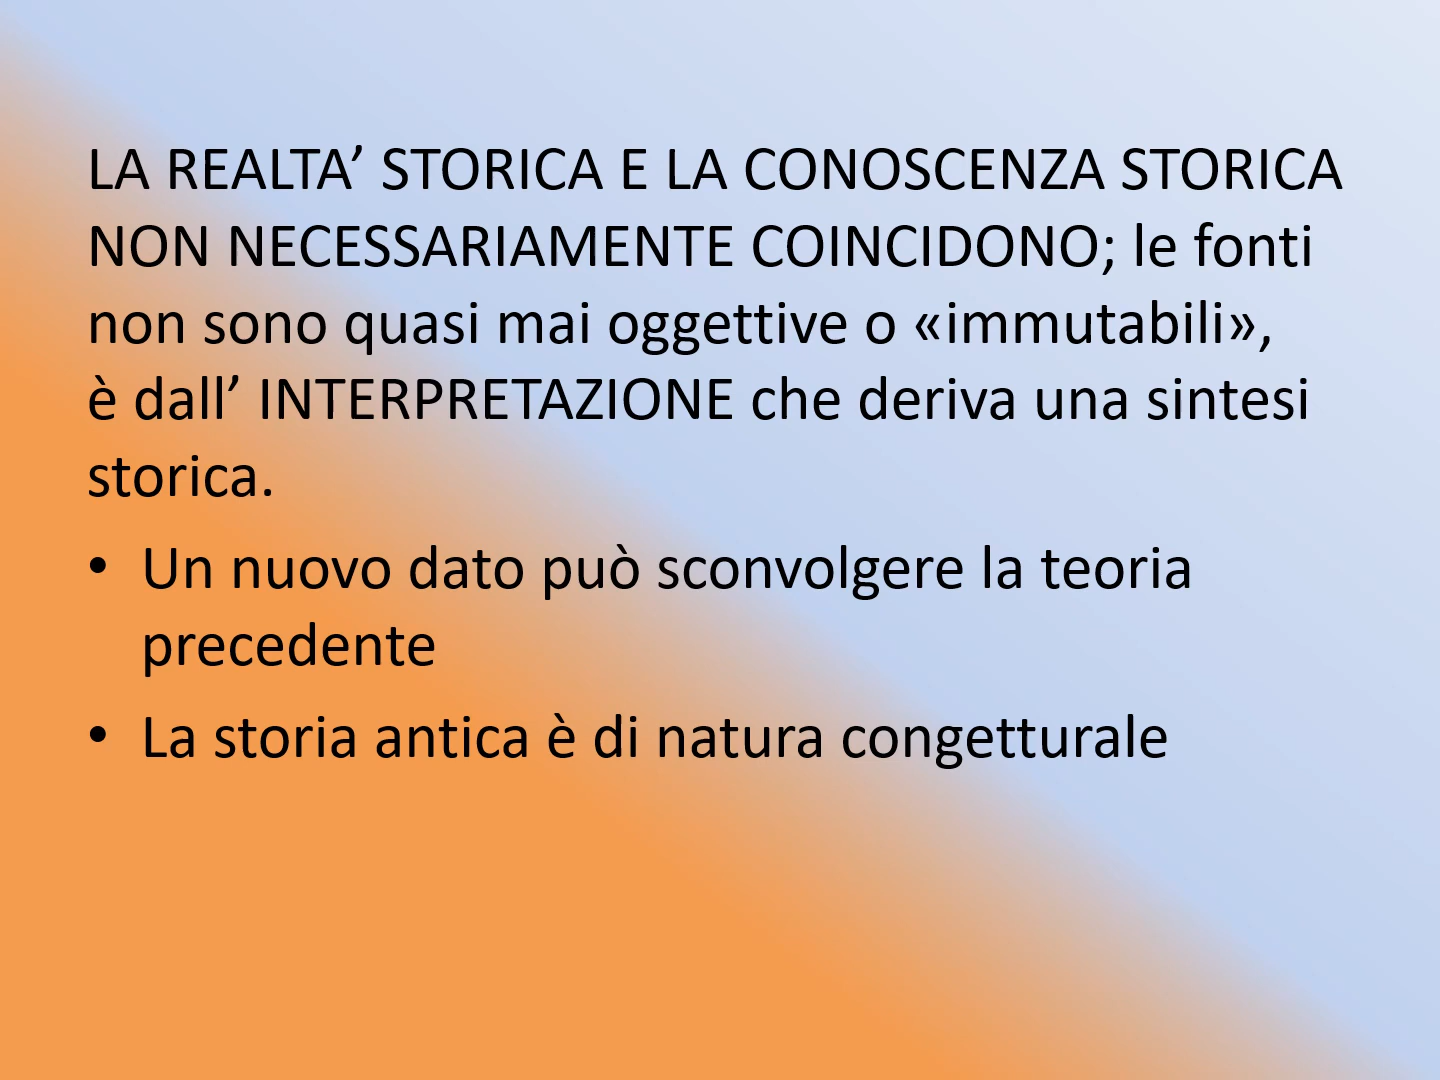 LA REALTA’ STORICA E LA CONOSCENZA STORICA
NON NECESSARIAMENTE COINCIDONO; le fonti
non sono quasi mai oggettive o «immutabili»,
è dall’ INTERPRETAZIONE che deriva una sintesi
storica.
• Un nuovo dato può sconvolgere la teoria
precedente
• La storia antica è di natura congetturale